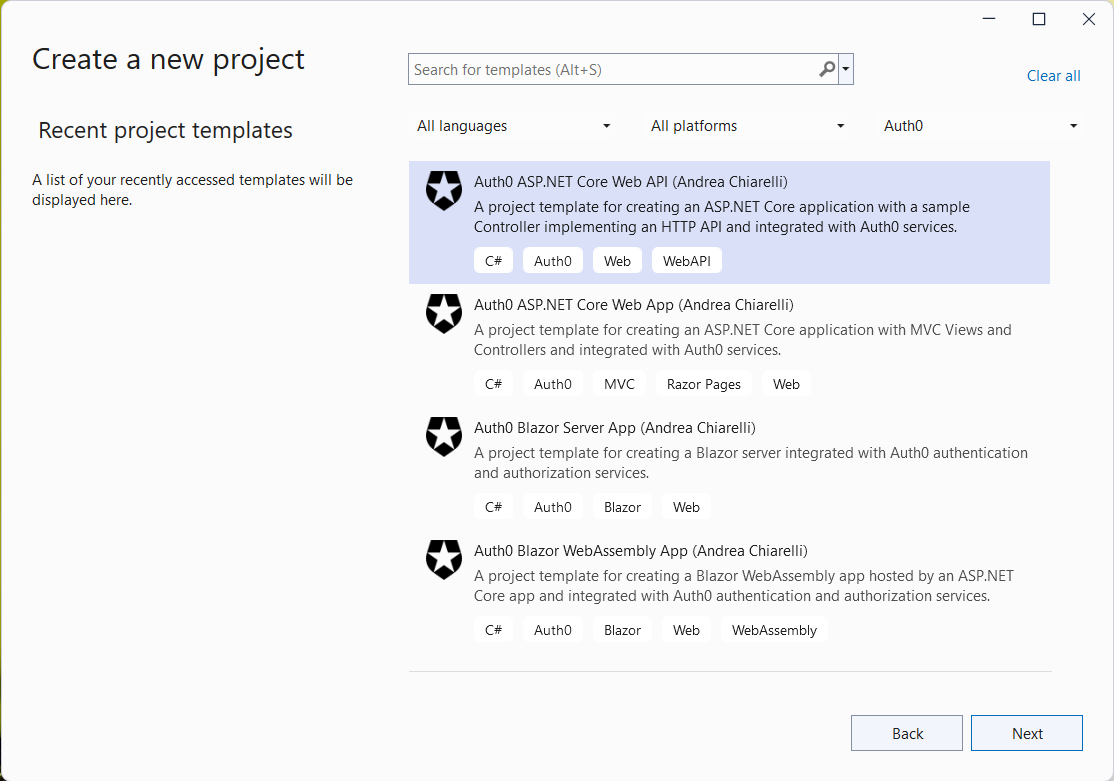 Create a new project
Search for templates (Alt+S)
Clear all
Recent project templates
A list of your recently accessed templates will be
displayed here.
All languages
All platforms
Auth0
Auth0 ASP.NET Core Web API (Andrea Chiarelli)
A project template for creating an ASP.NET Core application with a sample
Controller implementing an HTTP API and integrated with Auth0 services.
C# Auth0 Web WebAPI
Auth0 ASP.NET Core Web App (Andrea Chiarelli)
A project template for creating an ASP.NET Core application with MVC Views and
Controllers and integrated with Auth0 services.
C# Auth0 MVC Razor Pages Web
Auth0 Blazor Server App (Andrea Chiarelli)
A project template for creating a Blazor server integrated with Auth0 authentication
and authorization services.
C# Auth0 Blazor Web
Auth0 Blazor WebAssembly App (Andrea Chiarelli)
A project template for creating a Blazor WebAssembly app hosted by an ASP.NET
Core app and integrated with Auth0 authentication and authorization services.
C# Auth0 Blazor Web WebAssembly
Back
Next